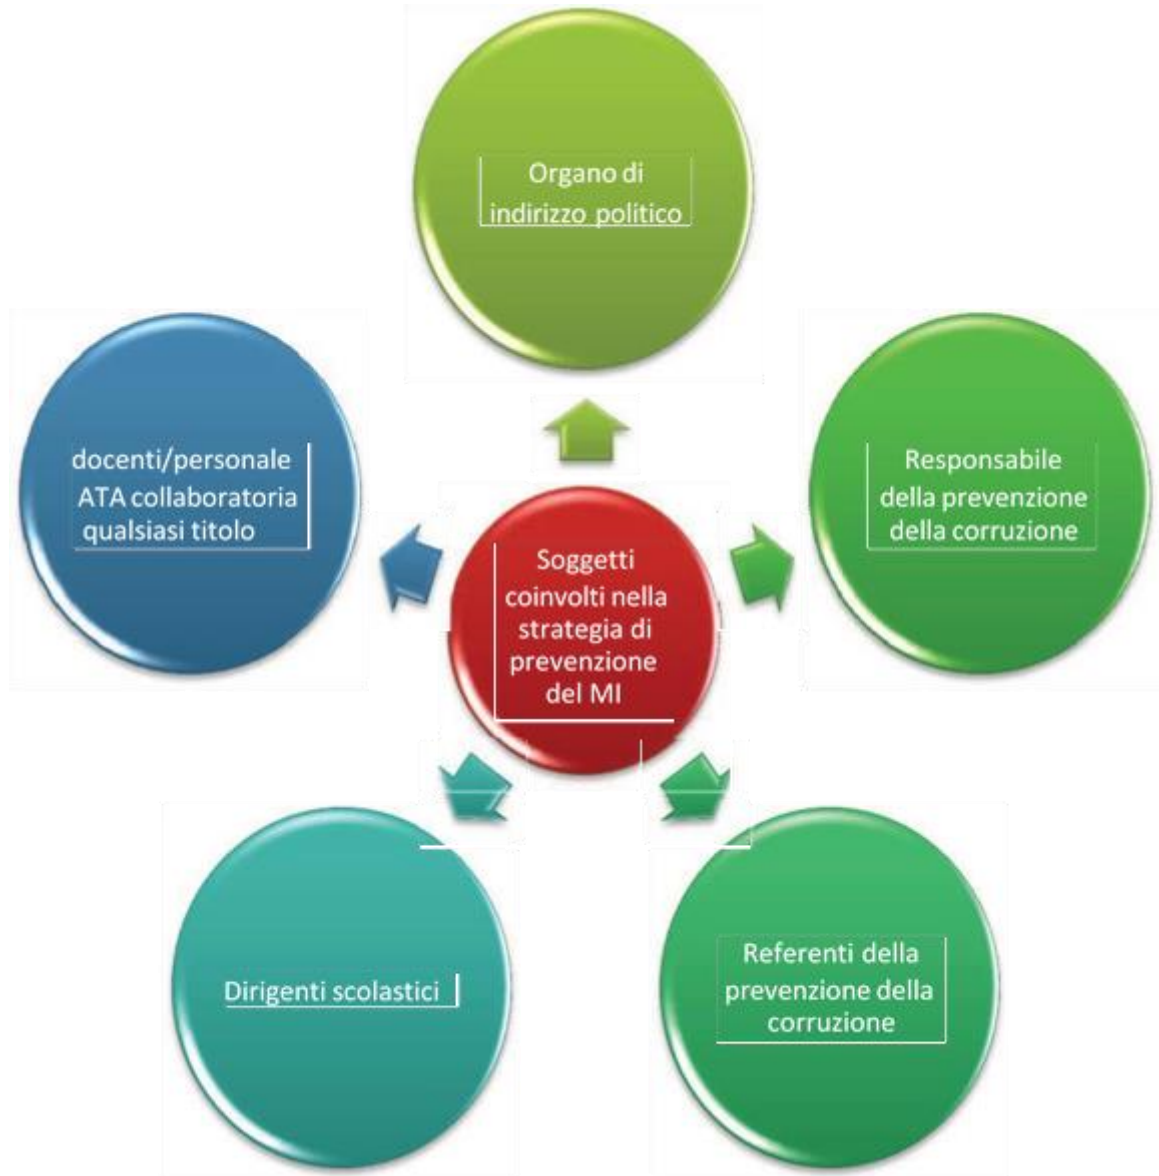 Organo di
indirizzo politico
docenti/personale
ATA collaboratoria
qualsiasi titolo
Responsabile
della prevenzione
della corruzione
Soggetti
coinvolti nella
strategia di
prevenzione
del MI
Dirigenti scolastici
Referenti della
prevenzione della
corruzione